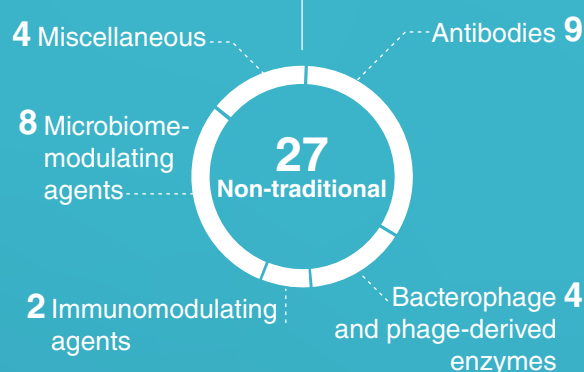 4 Miscellaneous
Antibodies 9
8 Microbiome-
modulating
agents
27
Non-traditional
2 Immunomodulating
agents
Bacterophage 4
and phage-derived
enzymes